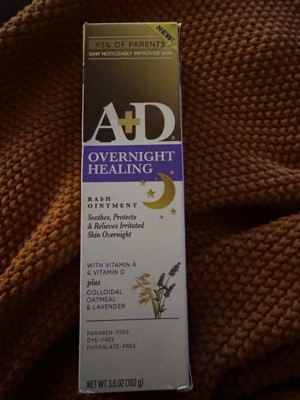 NEW!
93% OF PARENTS
SAW NOTICEABLY IMPROVED SKIN
A+D®
OVERNIGHT
HEALING
RASH
OINTMENT
Soothes, Protects
& Relieves Irritated
Skin Overnight
WITH VITAMIN A
& VITAMIN D
plus
COLLOIDAL
OATMEAL
& LAVENDER
PARABEN-FREE
DYE-FREE
PHTHALATE-FREE
NET WT 3.6 OZ (102 g)